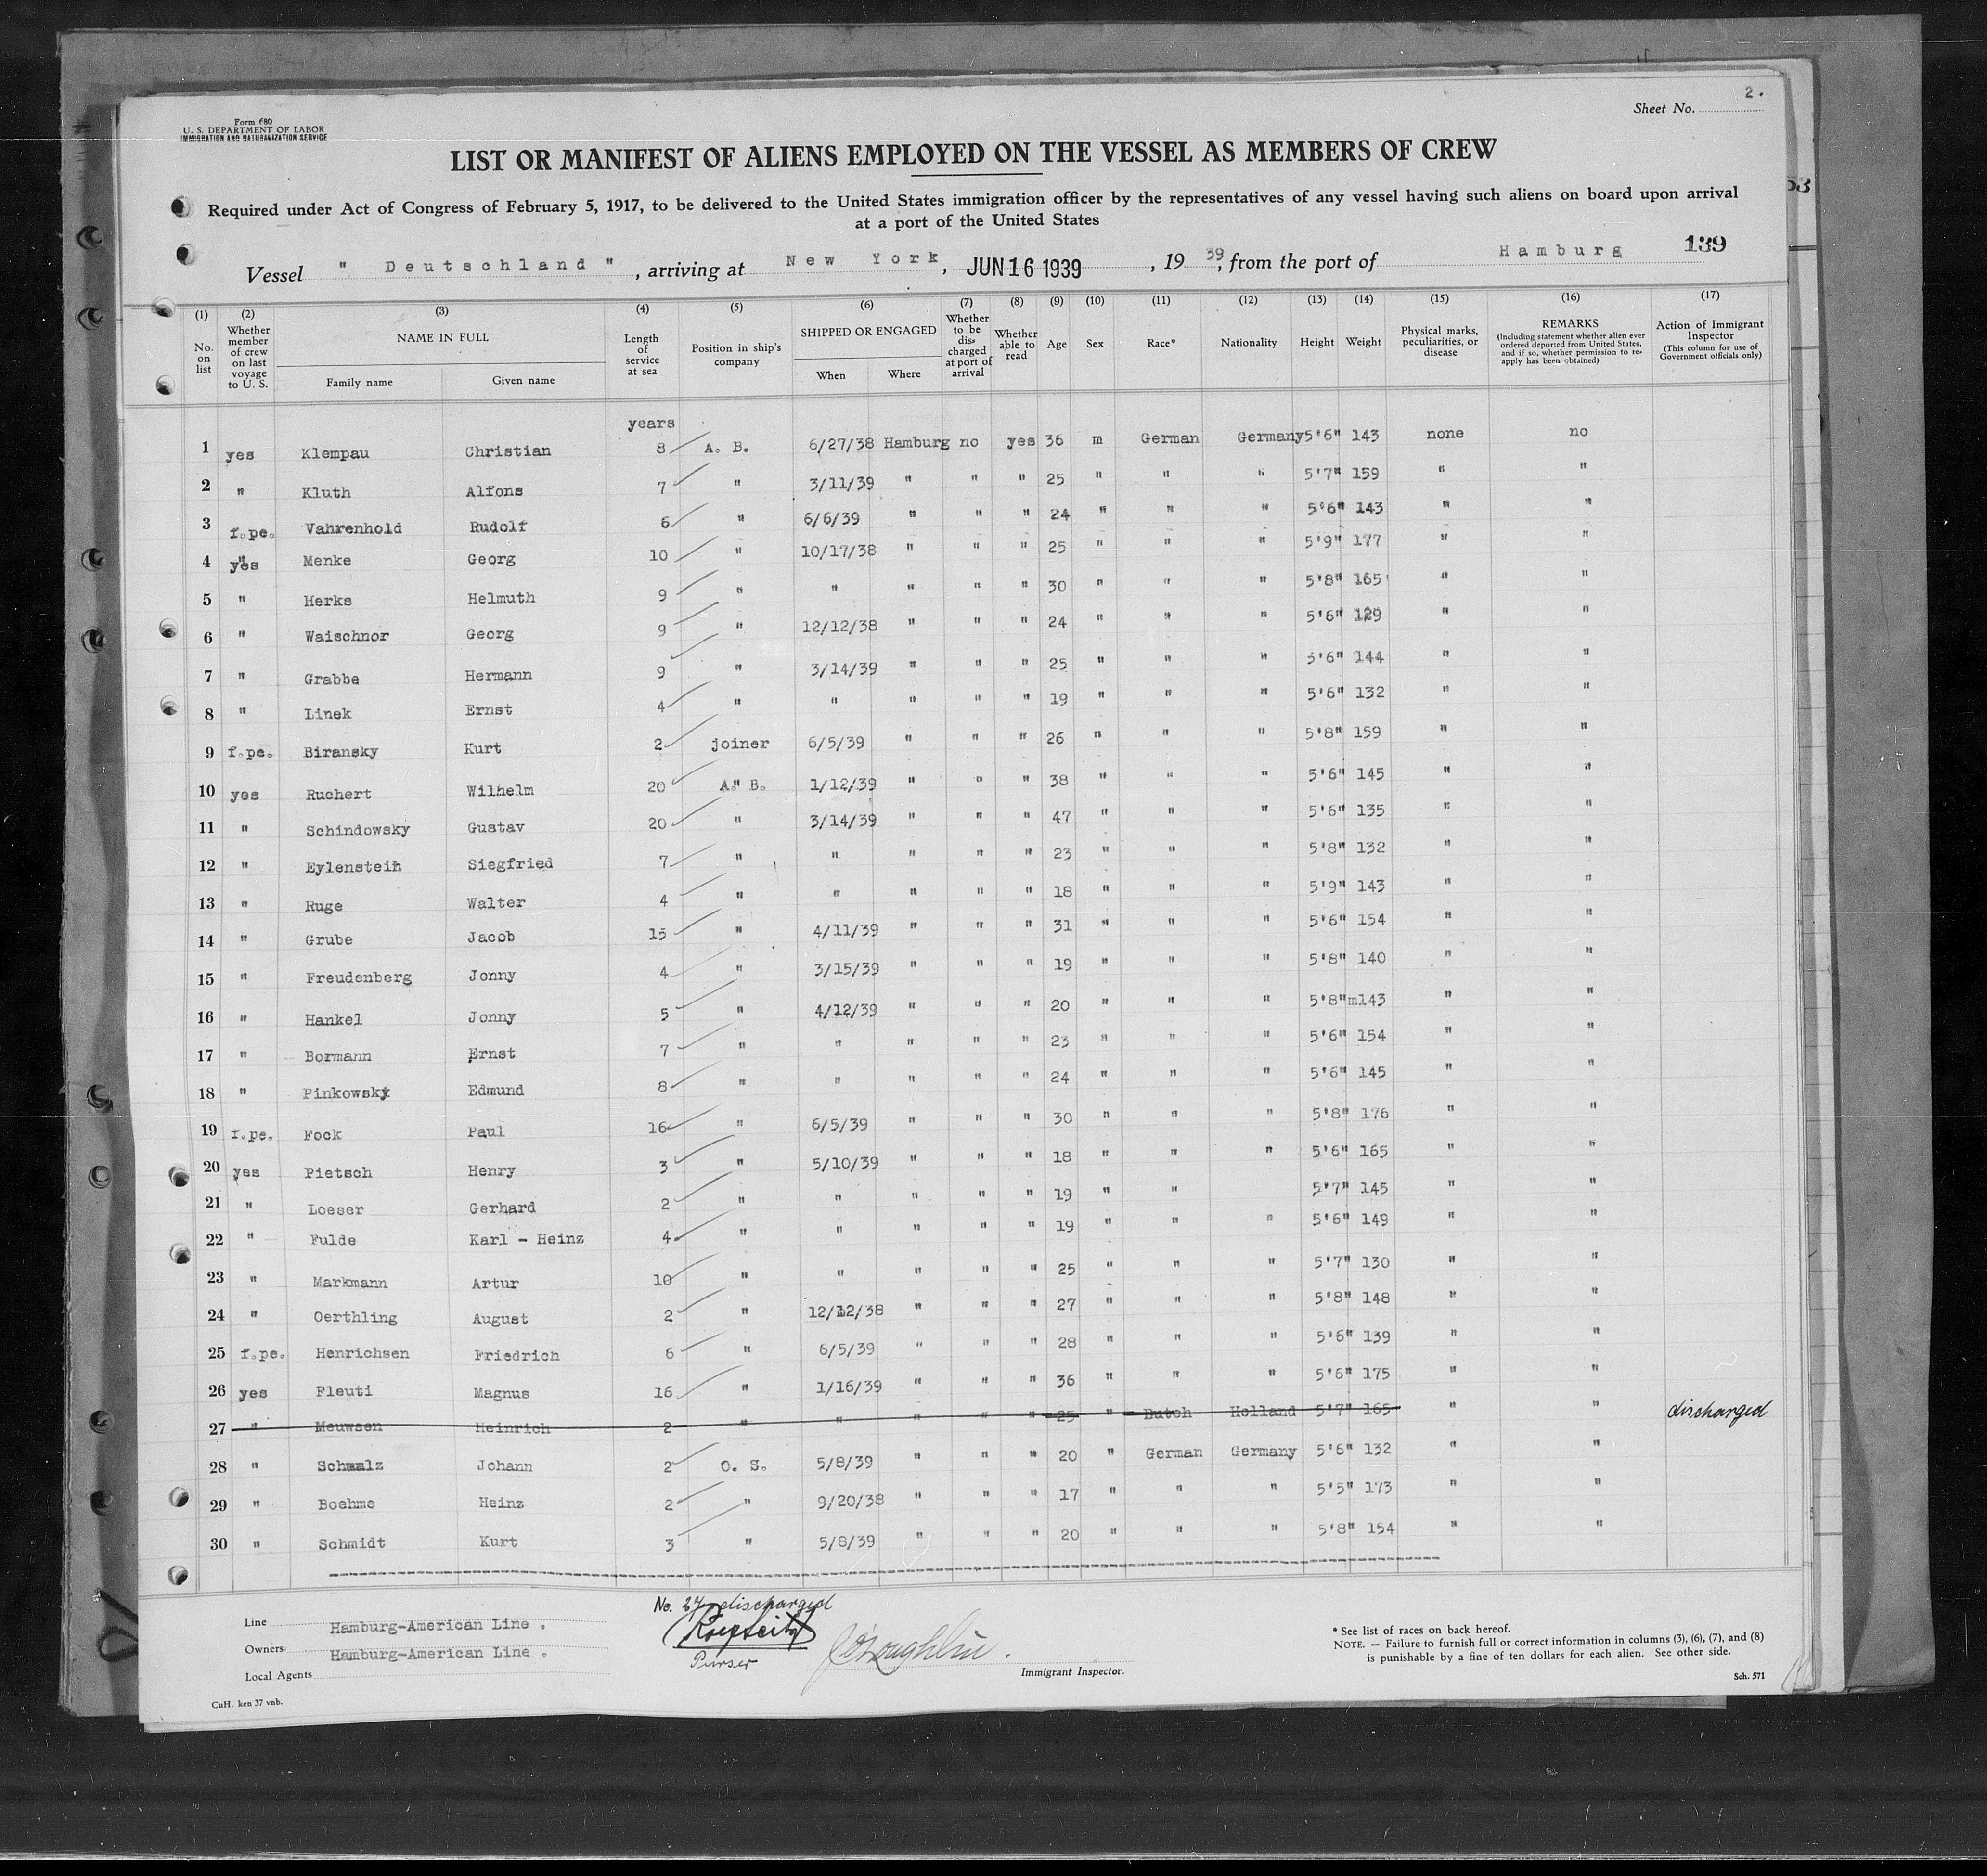 Form 680
U. S. DEPARTMENT OF LABOR
IMMIGRATION AND NATURALIZATION SERVICE
Sheet No. 2.
LIST OR MANIFEST OF ALIENS EMPLOYED ON THE VESSEL AS MEMBERS OF CREW
Required under Act of Congress of February 5, 1917, to be delivered to the United States immigration officer by the representatives of any vessel having such aliens on board upon arrival
at a port of the United States
Vessel "Deutschland", arriving at New York, JUN 16 1939, 19 39, from the port of Hamburg 139
(1) No. on list (2) Whether member of crew on last voyage to U. S. (3) NAME IN FULL Family name Given name (4) Length of service at sea (5) Position in ship's company (6) SHIPPED OR ENGAGED When Where (7) Whether to be discharged at port of arrival (8) Whether able to read (9) Age (10) Sex (11) Race* (12) Nationality (13) Height (14) Weight (15) Physical marks, peculiarities, or disease (16) REMARKS (Including statement whether alien ever ordered deported from United States, and if so, whether permission to re-apply has been obtained) (17) Action of Immigrant Inspector (This column for use of Government officials only)
years
1 yes Klempau Christian 8 A. B. 6/27/38 Hamburg no yes 36 m German Germany 5'6" 143 none no
2 " Kluth Alfons 7 " 3/11/39 " " " 25 " " " 5'7" 159 " "
3 f.pe. Vahrenhold Rudolf 6 " 6/6/39 " " " 24 " " " 5'6" 143 " "
4 yes Menke Georg 10 " 10/17/38 " " " 25 " " " 5'9" 177 " "
5 " Herks Helmuth 9 " " " " " 30 " " " 5'8" 165 " "
6 " Waischnor Georg 9 " 12/12/38 " " " 24 " " " 5'6" 129 " "
7 " Grabbe Hermann 9 " 3/14/39 " " " 25 " " " 5'6" 144 " "
8 " Linek Ernst 4 " " " " " 19 " " " 5'6" 132 " "
9 f.pe. Biransky Kurt 2 joiner 6/5/39 " " " 26 " " " 5'8" 159 " "
10 yes Ruchert Wilhelm 20 A. B. 1/12/39 " " " 38 " " " 5'6" 145 " "
11 " Schindowsky Gustav 20 " 3/14/39 " " " 47 " " " 5'6" 135 " "
12 " Eylensteih Siegfried 7 " " " " " 23 " " " 5'8" 132 " "
13 " Ruge Walter 4 " " " " " 18 " " " 5'9" 143 " "
14 " Grube Jacob 15 " 4/11/39 " " " 31 " " " 5'6" 154 " "
15 " Freudenberg Jonny 4 " 3/15/39 " " " 19 " " " 5'8" 140 " "
16 " Hankel Jonny 5 " 4/12/39 " " " 20 " " " 5'8"m143 " "
17 " Bormann Ernst 7 " " " " " 23 " " " 5'6" 154 " "
18 " Pinkowsky Edmund 8 " " " " " 24 " " " 5'6" 145 " "
19 f.pe. Fock Paul 16 " 6/5/39 " " " 30 " " " 5'8" 176 " "
20 yes Pietsch Henry 3 " 5/10/39 " " " 18 " " " 5'6" 165 " "
21 " Loeser Gerhard 2 " " " " " 19 " " 5'7" 145 " "
22 " Fulde Karl - Heinz 4 " " " " " 19 " " " 5'6" 149 " "
23 " Markmann Artur 10 " " " " " 25 " " " 5'7" 130 " "
24 " Oerthling August 2 " 12/12/38 " " " 27 " " " 5'8" 148 " "
25 f.pe. Henrichsen Friedrich 6 " 6/5/39 " " " 28 " " " 5'6" 139 " "
26 yes Fleuti Magnus 16 " 1/16/39 " " " 36 " " " 5'6" 175 " "
27 " Meuwsen Heinrich 2 " " " " " 25 " Dutch Holland 5'7" 165 " " discharged
28 " Schmalz Johann 2 O. S. 5/8/39 " " " 20 " German Germany 5'6" 132 " "
29 " Boehme Heinz 2 " 9/20/38 " " " 17 " " " 5'5" 173 " "
30 " Schmidt Kurt 3 " 5/8/39 " " " 20 " " " 5'8" 154 " "
No. 27 discharged
Purser
Line Hamburg-American Line .
Owners Hamburg-American Line .
Local Agents
CuH. ken 37 vnb.
J O'Loughlin.
Immigrant Inspector.
* See list of races on back hereof.
NOTE. — Failure to furnish full or correct information in columns (3), (6), (7), and (8)
is punishable by a fine of ten dollars for each alien. See other side.
Sch. 571